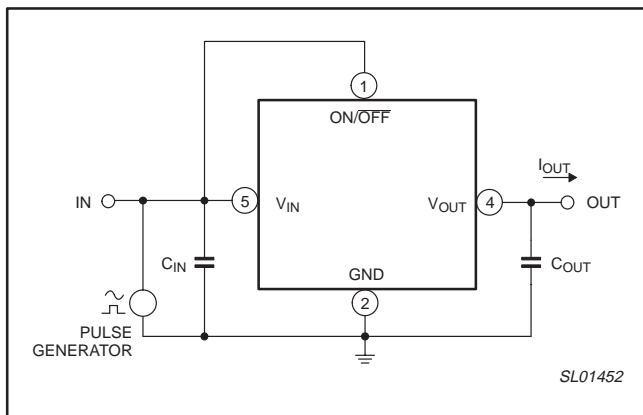 1
ON/OFF
IOUT
IN
5
VIN
VOUT
4
OUT
CIN
GND
COUT
2
PULSE
GENERATOR
SL01452